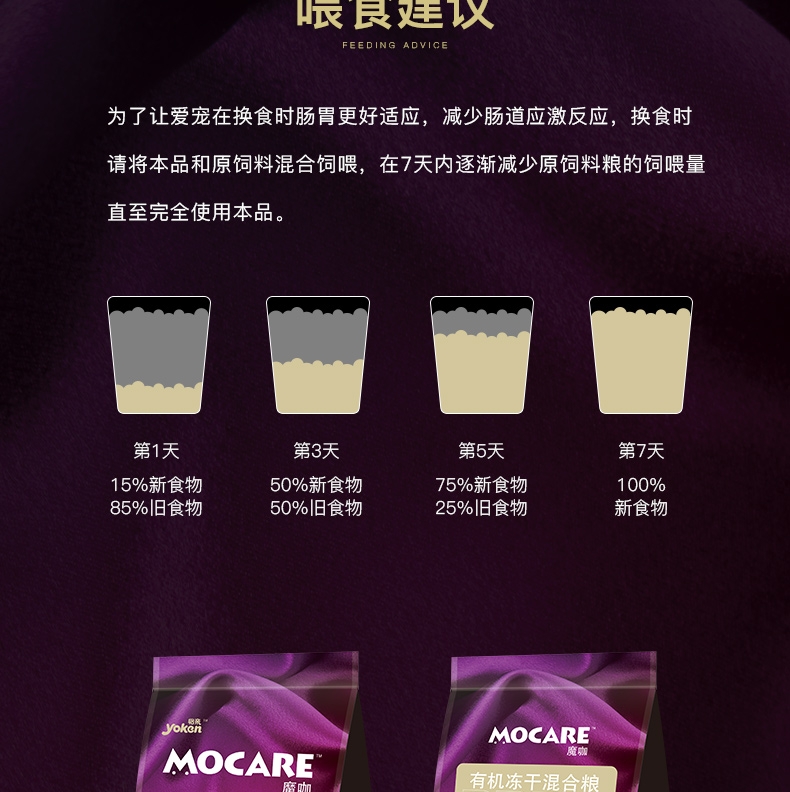 喂食建议
FEEDING ADVICE
为了让爱宠在换食时肠胃更好适应，减少肠道应激反应，换食时
请将本品和原饲料混合饲喂，在7天内逐渐减少原饲料粮的饲喂量
直至完全使用本品。
第1天
15%新食物
85%旧食物
第3天
50%新食物
50%旧食物
第5天
75%新食物
25%旧食物
第7天
100%
新食物
yoken
MOCARE™
魔咖
MOCARE™
魔咖
有机冻干混合粮